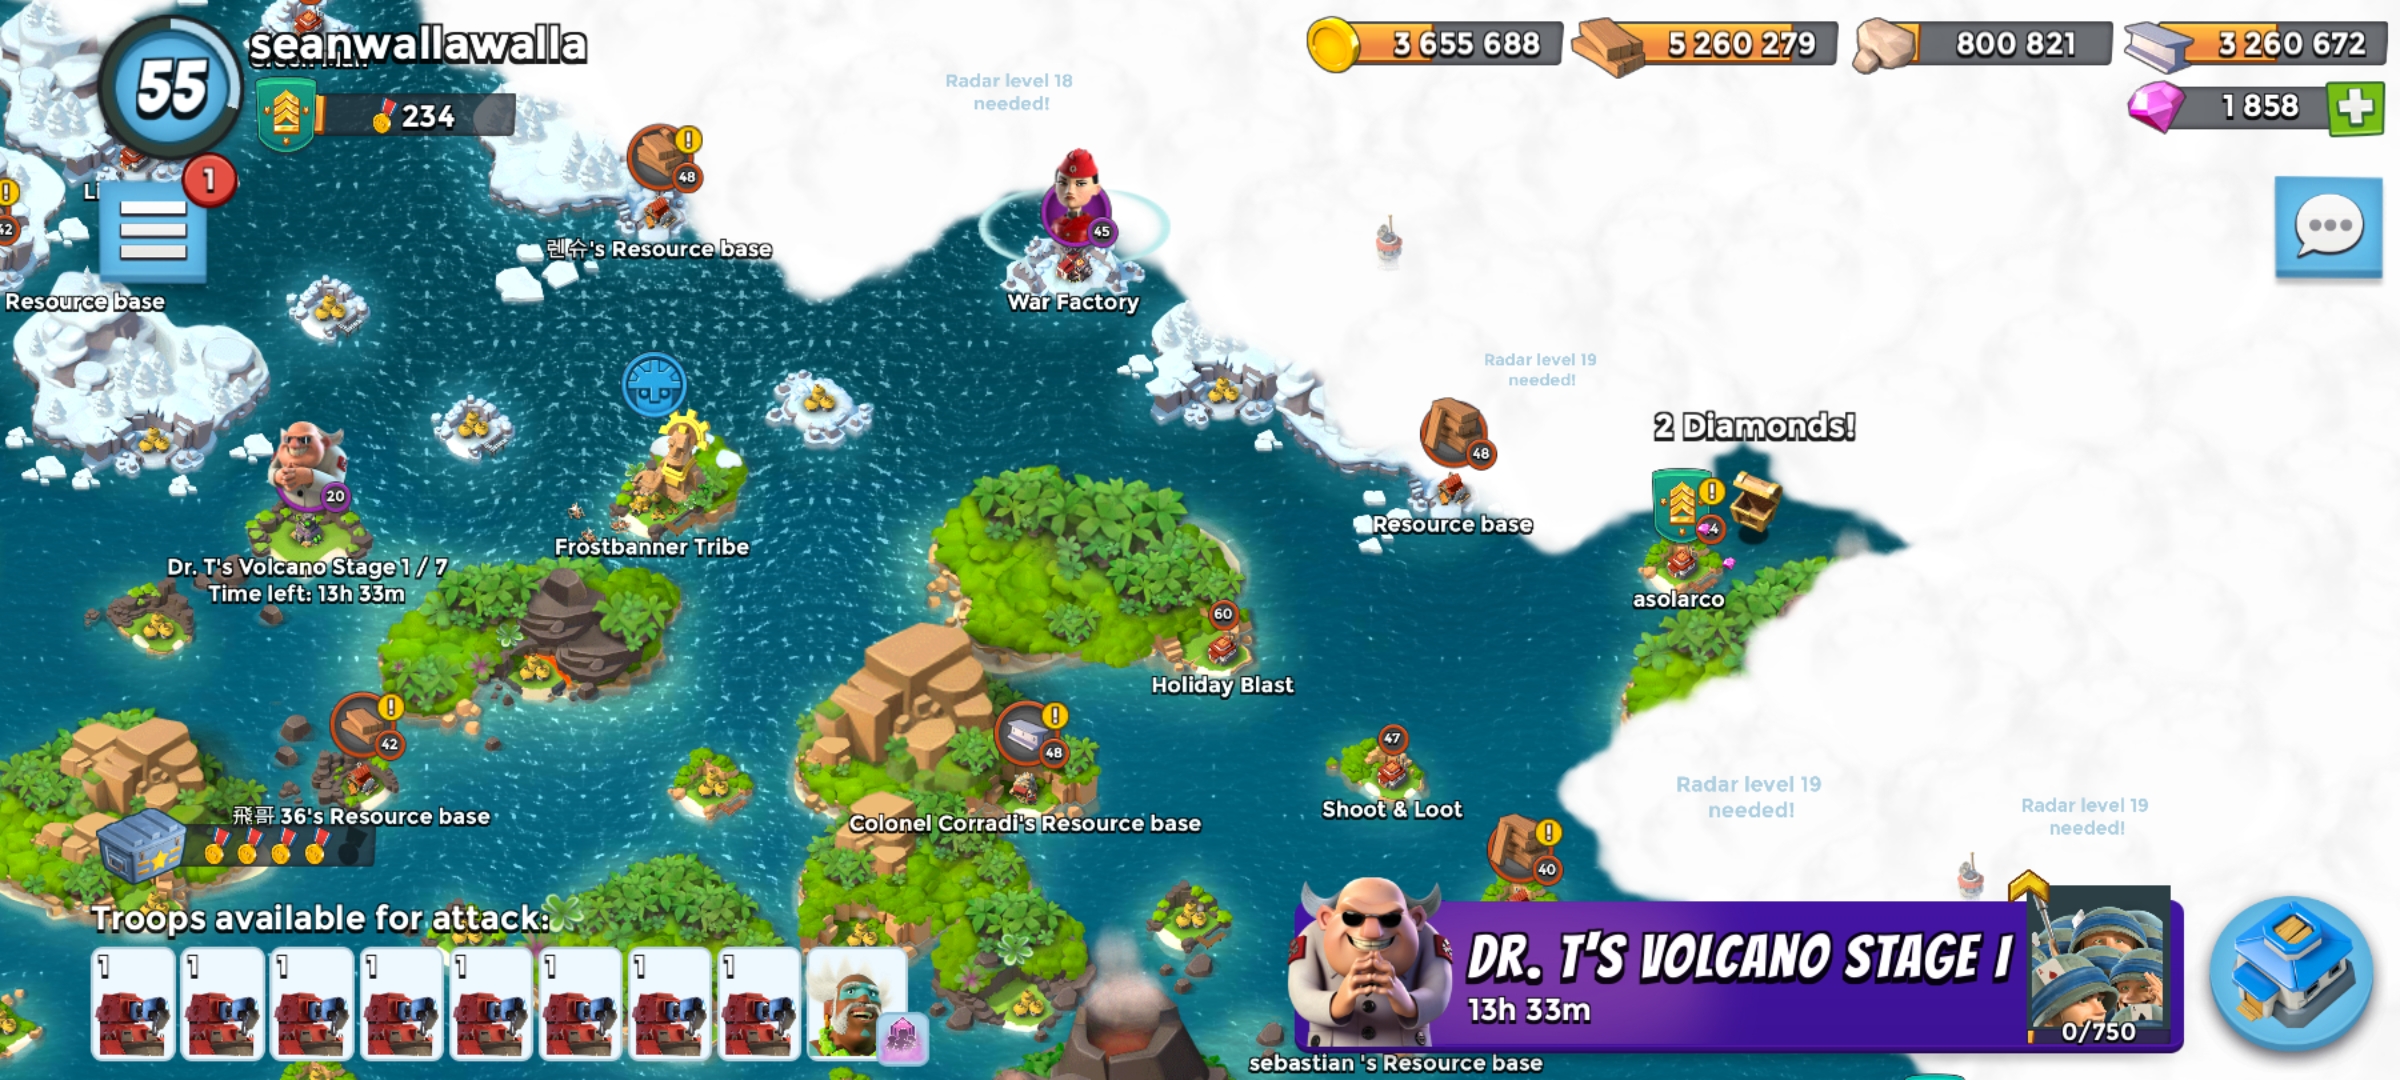 55
seanwallawalla
234
3 655 688
5 260 279
800 821
3 260 672
1 858
1
Radar level 18
needed!
48
렌슈's Resource base
45
War Factory
42
Resource base
Radar level 19
needed!
48
Resource base
2 Diamonds!
4
asolarco
20
Dr. T's Volcano Stage 1 / 7
Time left: 13h 33m
Frostbanner Tribe
60
Holiday Blast
42
飛哥 36's Resource base
48
Colonel Corradi's Resource base
47
Shoot & Loot
Radar level 19
needed!
Radar level 19
needed!
40
Troops available for attack:
1 1 1 1 1 1 1 1
DR. T'S VOLCANO STAGE I
13h 33m
0/750
sebastian 's Resource base